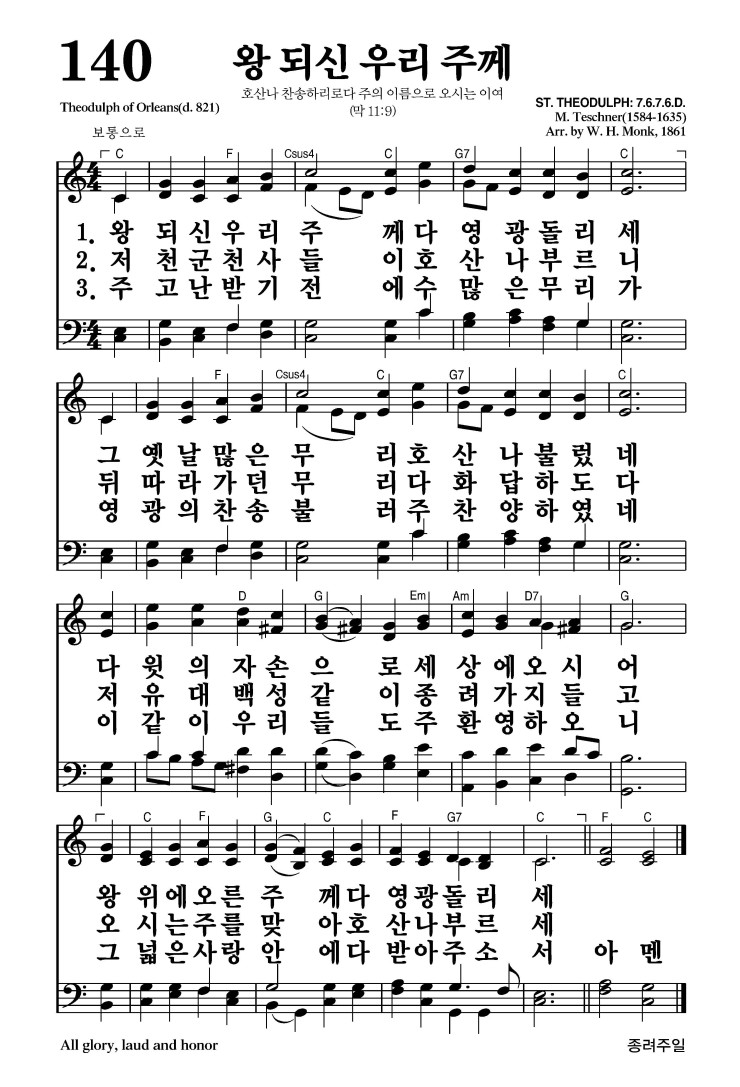 140
왕 되신 우리 주께
호산나 찬송하리로다 주의 이름으로 오시는 이여
(막 11:9)
Theodulph of Orleans(d. 821)
ST. THEODULPH: 7.6.7.6.D.
M. Teschner(1584-1635)
Arr. by W. H. Monk, 1861
보통으로
C F Csus4 C G7 C
1. 왕 되 신 우 리 주 께 다 영 광 돌 리 세
2. 저 천 군 천 사 들 이 호 산 나 부 르 니
3. 주 고 난 받 기 전 에 수 많 은 무 리 가
F Csus4 C G7 C
그 옛 날 많 은 무 리 호 산 나 불 렀 네
뒤 따 라 가 던 무 리 다 화 답 하 도 다
영 광 의 찬 송 불 러 주 찬 양 하 였 네
D G Em Am D7 G
다 윗 의 자 손 으 로 세 상 에 오 시 어
저 유 대 백 성 같 이 종 려 가 지 들 고
이 같 이 우 리 들 도 주 환 영 하 오 니
C F G C F G7 C F C
왕 위 에 오 른 주 께 다 영 광 돌 리 세
오 시 는 주 를 맞 아 호 산 나 부 르 세
그 넓 은 사 랑 안 에 다 받 아 주 소 서 아 멘
All glory, laud and honor
종려주일